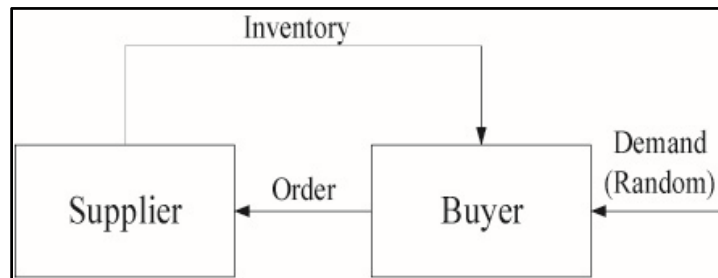 Inventory
Supplier
Order
Buyer
Demand
(Random)